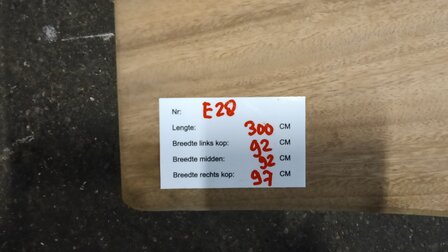 Nr: E28
Lengte: 300 CM
Breedte links kop: 92 CM
Breedte midden: 92 CM
Breedte rechts kop: 97 CM